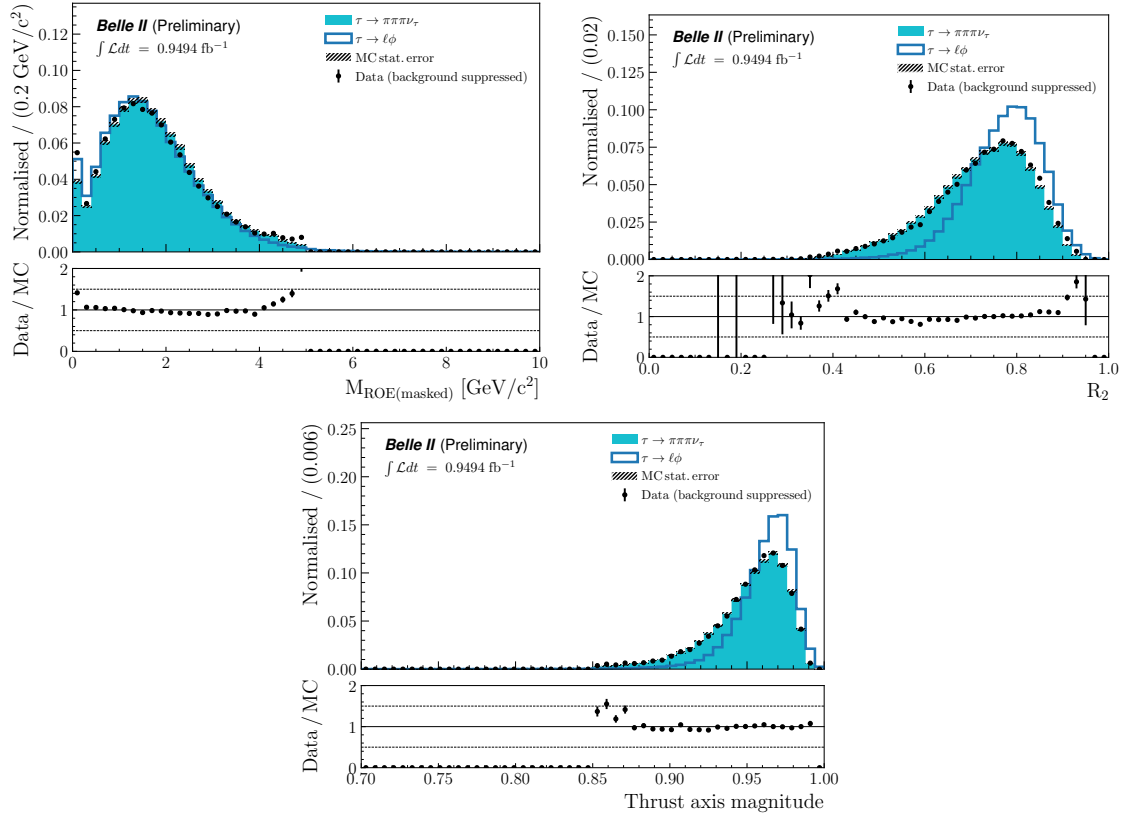 Normalised / (0.2 GeV/c²)
0.12
0.10
0.08
0.06
0.04
0.02
0.00
Belle II (Preliminary)
∫ ℒdt = 0.9494 fb⁻¹
τ → πππν_τ
τ → ℓϕ
MC stat. error
Data (background suppressed)
Data / MC
2
1
0
0 2 4 6 8 10
M_ROE(masked) [GeV/c²]
Normalised / (0.02)
0.150
0.125
0.100
0.075
0.050
0.025
0.000
Belle II (Preliminary)
∫ ℒdt = 0.9494 fb⁻¹
τ → πππν_τ
τ → ℓϕ
MC stat. error
Data (background suppressed)
Data / MC
2
1
0
0.0 0.2 0.4 0.6 0.8 1.0
R₂
Normalised / (0.006)
0.25
0.20
0.15
0.10
0.05
0.00
Belle II (Preliminary)
∫ ℒdt = 0.9494 fb⁻¹
τ → πππν_τ
τ → ℓϕ
MC stat. error
Data (background suppressed)
Data / MC
2
1
0
0.70 0.75 0.80 0.85 0.90 0.95 1.00
Thrust axis magnitude